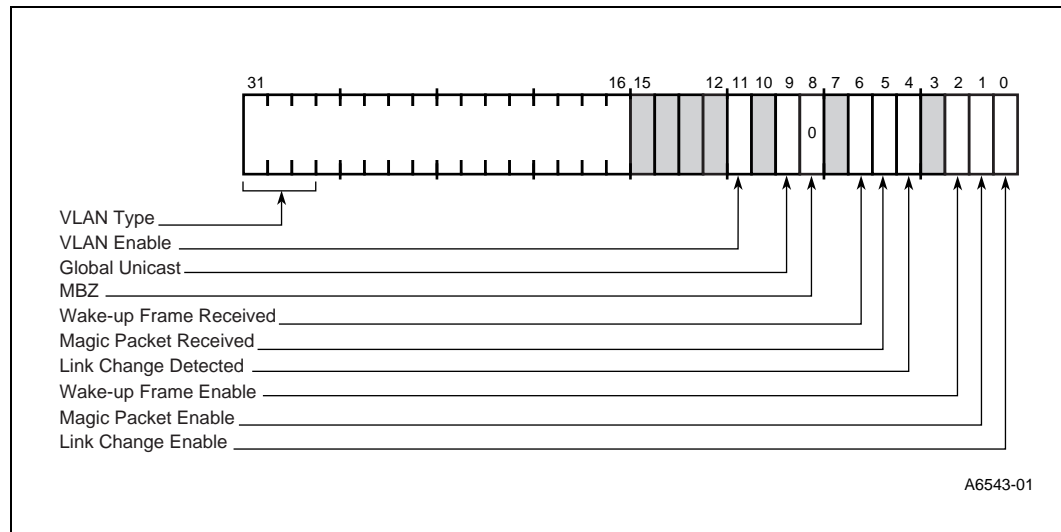 31 16 15 12 11 10 9 8 7 6 5 4 3 2 1 0
0
VLAN Type
VLAN Enable
Global Unicast
MBZ
Wake-up Frame Received
Magic Packet Received
Link Change Detected
Wake-up Frame Enable
Magic Packet Enable
Link Change Enable
A6543-01